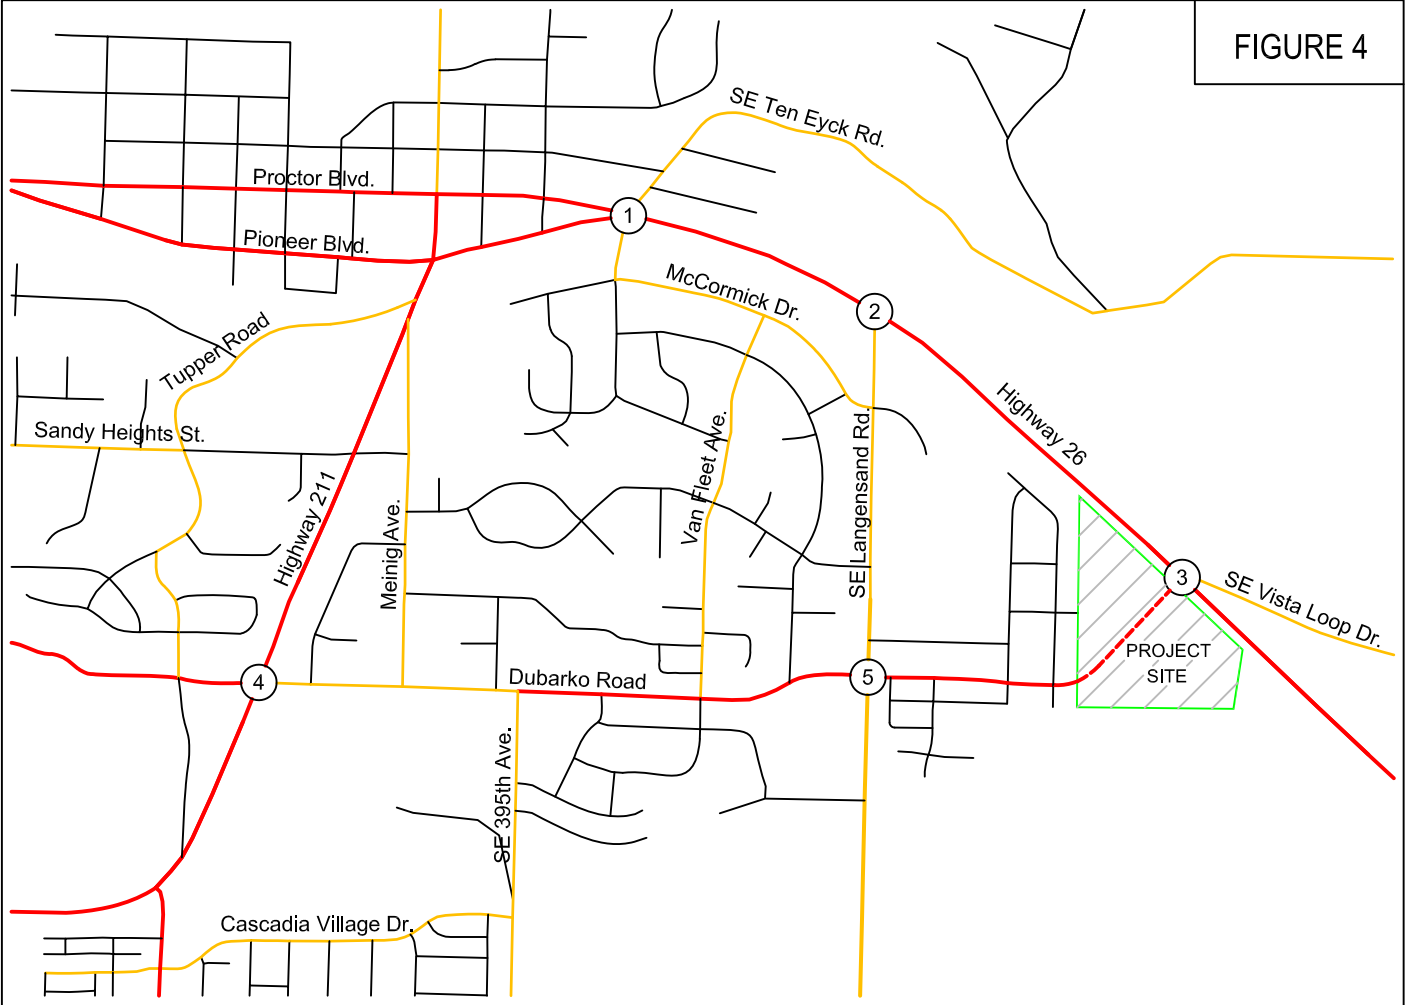 FIGURE 4
SE Ten Eyck Rd.
Proctor Blvd.
1
Pioneer Blvd.
McCormick Dr.
2
Tupper Road
Highway 26
Sandy Heights St.
Van Fleet Ave.
SE Langensand Rd.
Highway 211
Meinig Ave.
3
SE Vista Loop Dr.
PROJECT
SITE
4
Dubarko Road
5
SE 395th Ave.
Cascadia Village Dr.